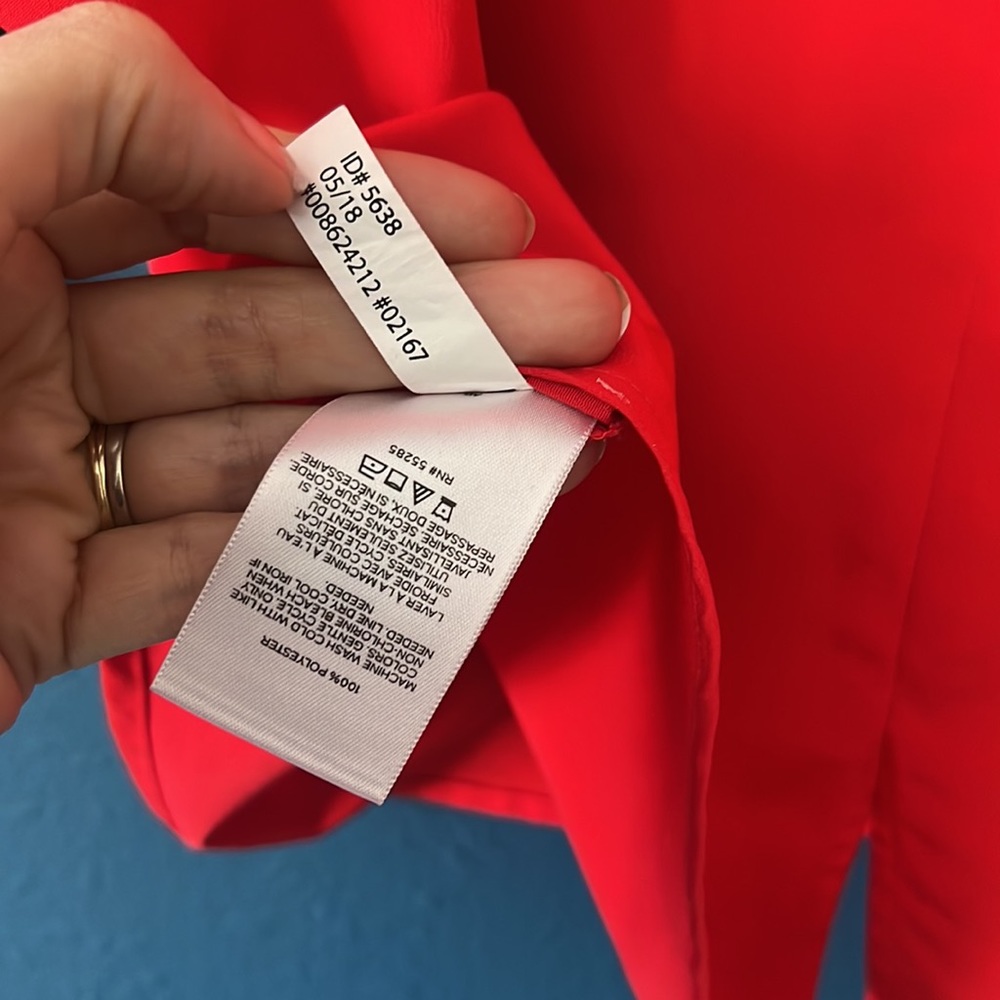 ID# 5638
05/18
#008624212 #02167
100% POLYESTER
MACHINE WASH COLD WITH LIKE
COLORS, GENTLE CYCLE ONLY
NON-CHLORINE BLEACH WHEN
NEEDED. LINE DRY. COOL IRON IF
NEEDED.
LAVER À LA MACHINE À L'EAU
FROIDE AVEC COULEURS
SIMILAIRES, CYCLE DÉLICAT
UTILAIRES, SEULEMENT DU
JAVELLISANT SANS CHLORE, SI
NÉCESSAIRE. SÉCHAGE SUR CORDE.
REPASSAGE DOUX, SI NÉCESSAIRE.
RN# 55285